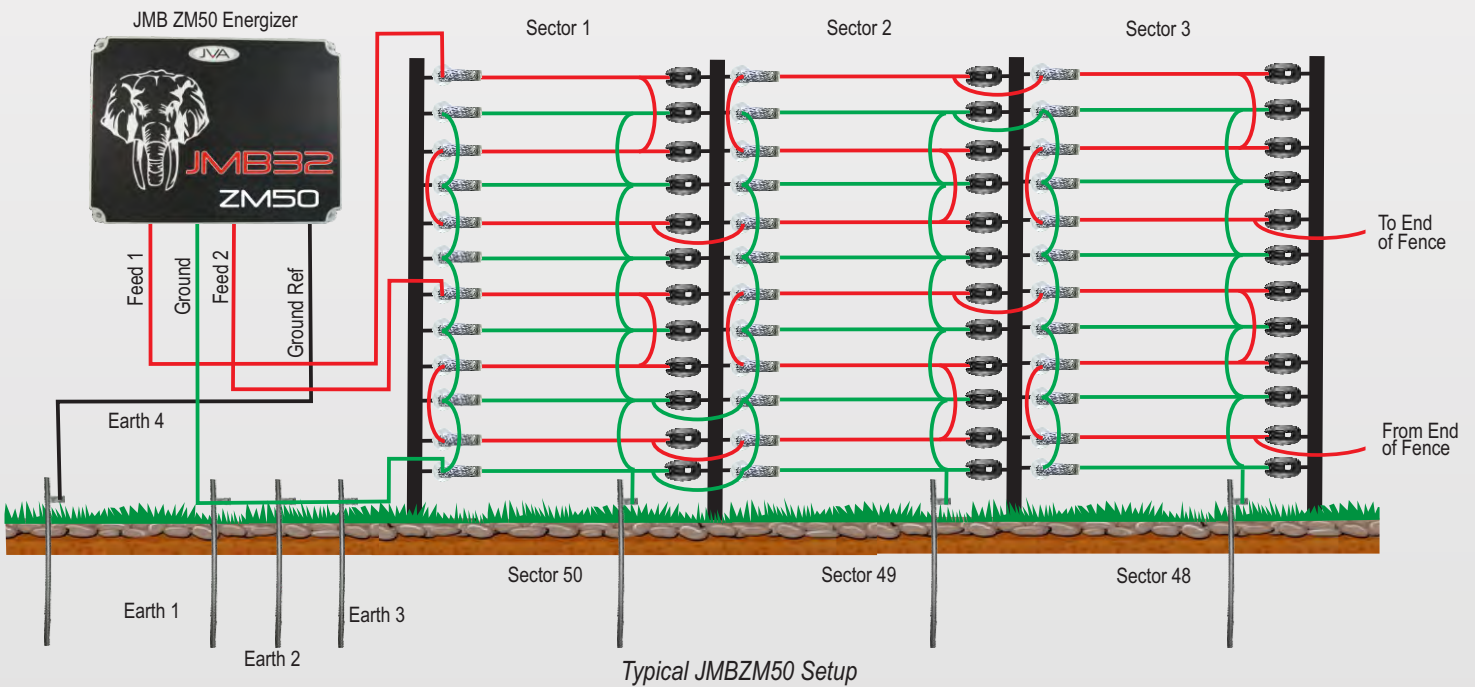 JMB ZM50 Energizer
Sector 1
Sector 2
Sector 3
JVA
JMB32
ZM50
Feed 1
Ground
Feed 2
Ground Ref
To End
of Fence
From End
of Fence
Earth 4
Sector 50
Sector 49
Sector 48
Earth 1
Earth 3
Earth 2
Typical JMBZM50 Setup